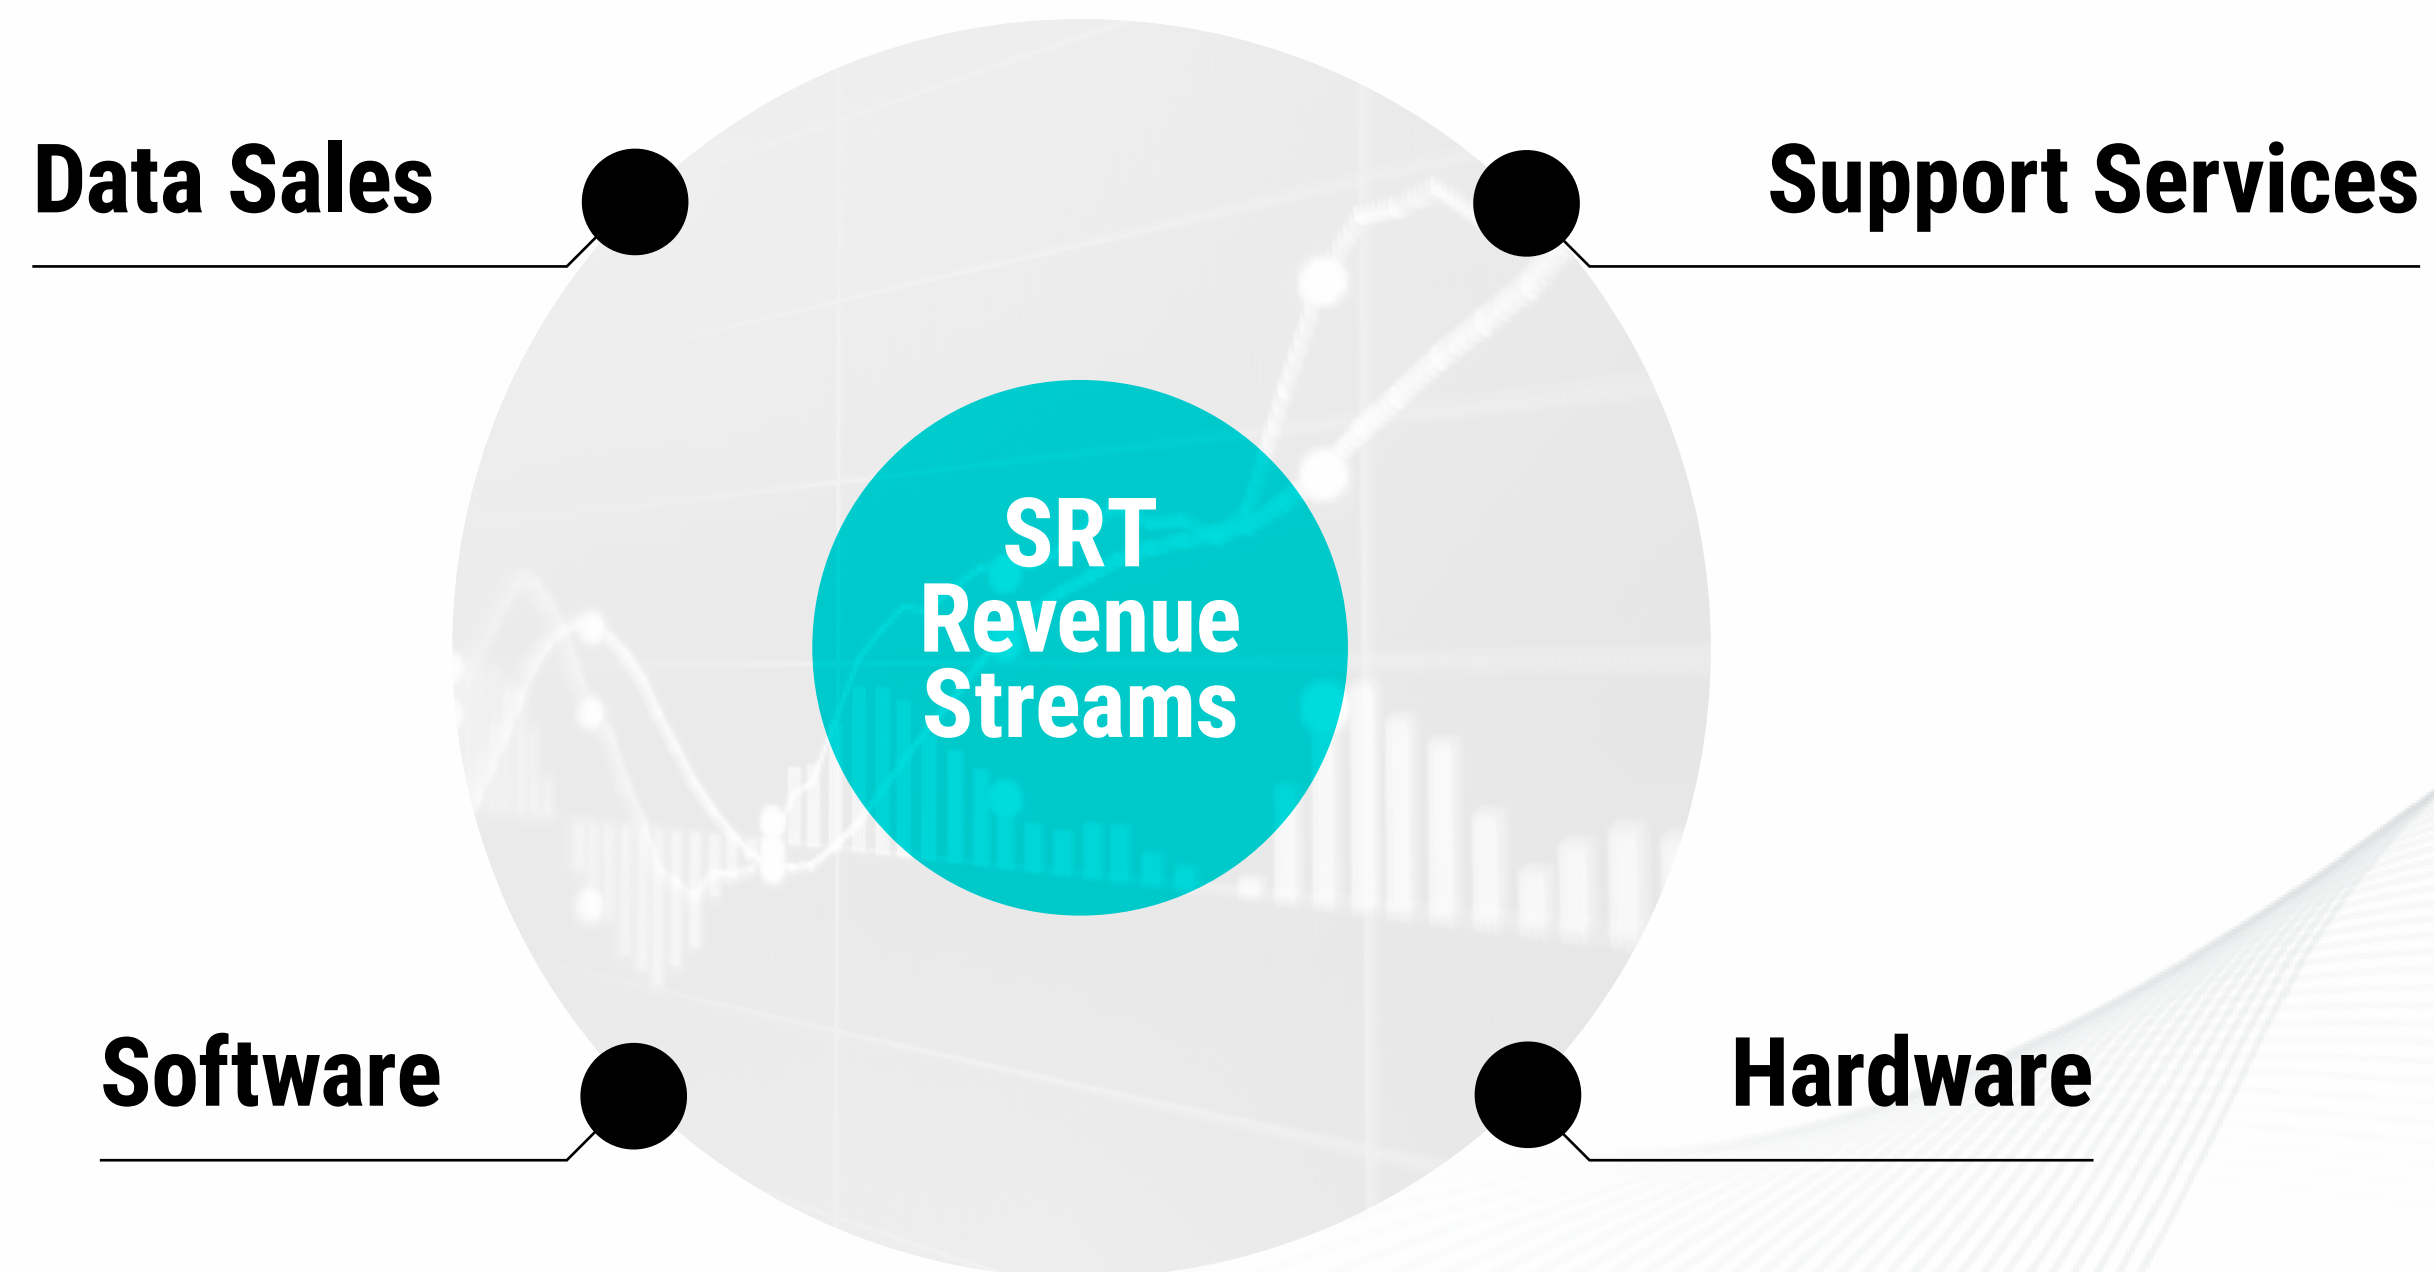 Data Sales
Support Services
SRT
Revenue
Streams
Software
Hardware